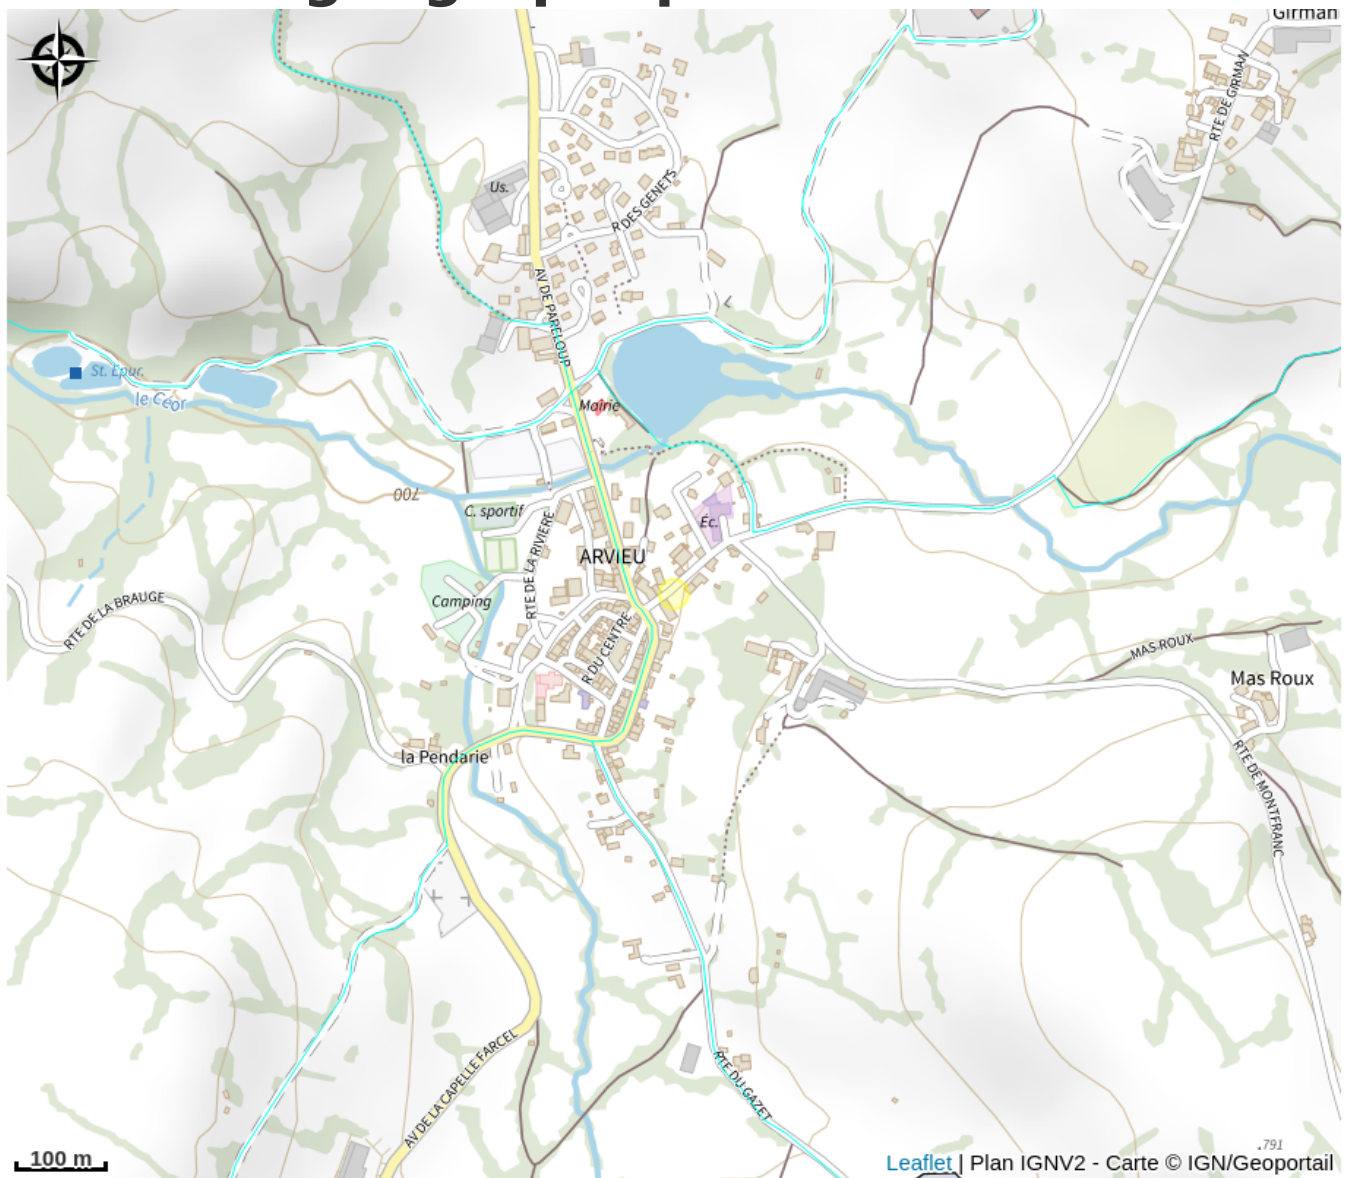 Girman
RTE DE GIRMAN
Us.
R DES GENETS
AV DE PARELOUP
St. Epur.
le Céor
Mairie
700
C. sportif
Éc.
ARVIEU
RTE DE LA RIVIERE
Camping
RTE DE LA BRAUGE
R DU CENTRE
MAS ROUX
Mas Roux
la Pendarie
RTE DE MONTFRANC
AV DE LA CAPELLE FARCEL
RTE DU GAZET
.791
100 m
Leaflet | Plan IGNV2 - Carte © IGN/Geoportail